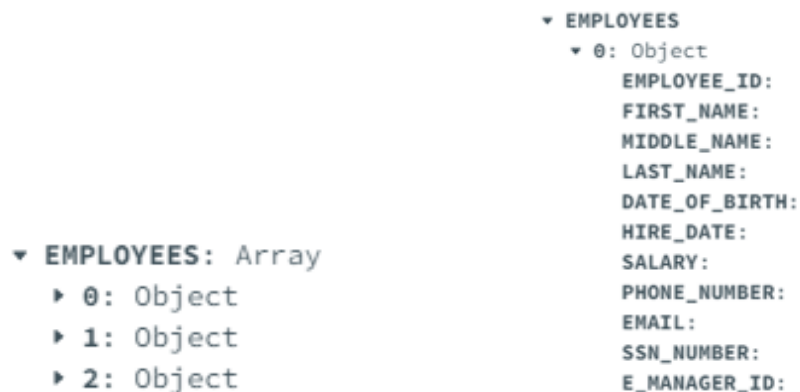 EMPLOYEES: Array
0: Object
1: Object
2: Object
EMPLOYEES
0: Object
EMPLOYEE_ID:
FIRST_NAME:
MIDDLE_NAME:
LAST_NAME:
DATE_OF_BIRTH:
HIRE_DATE:
SALARY:
PHONE_NUMBER:
EMAIL:
SSN_NUMBER:
E_MANAGER_ID: